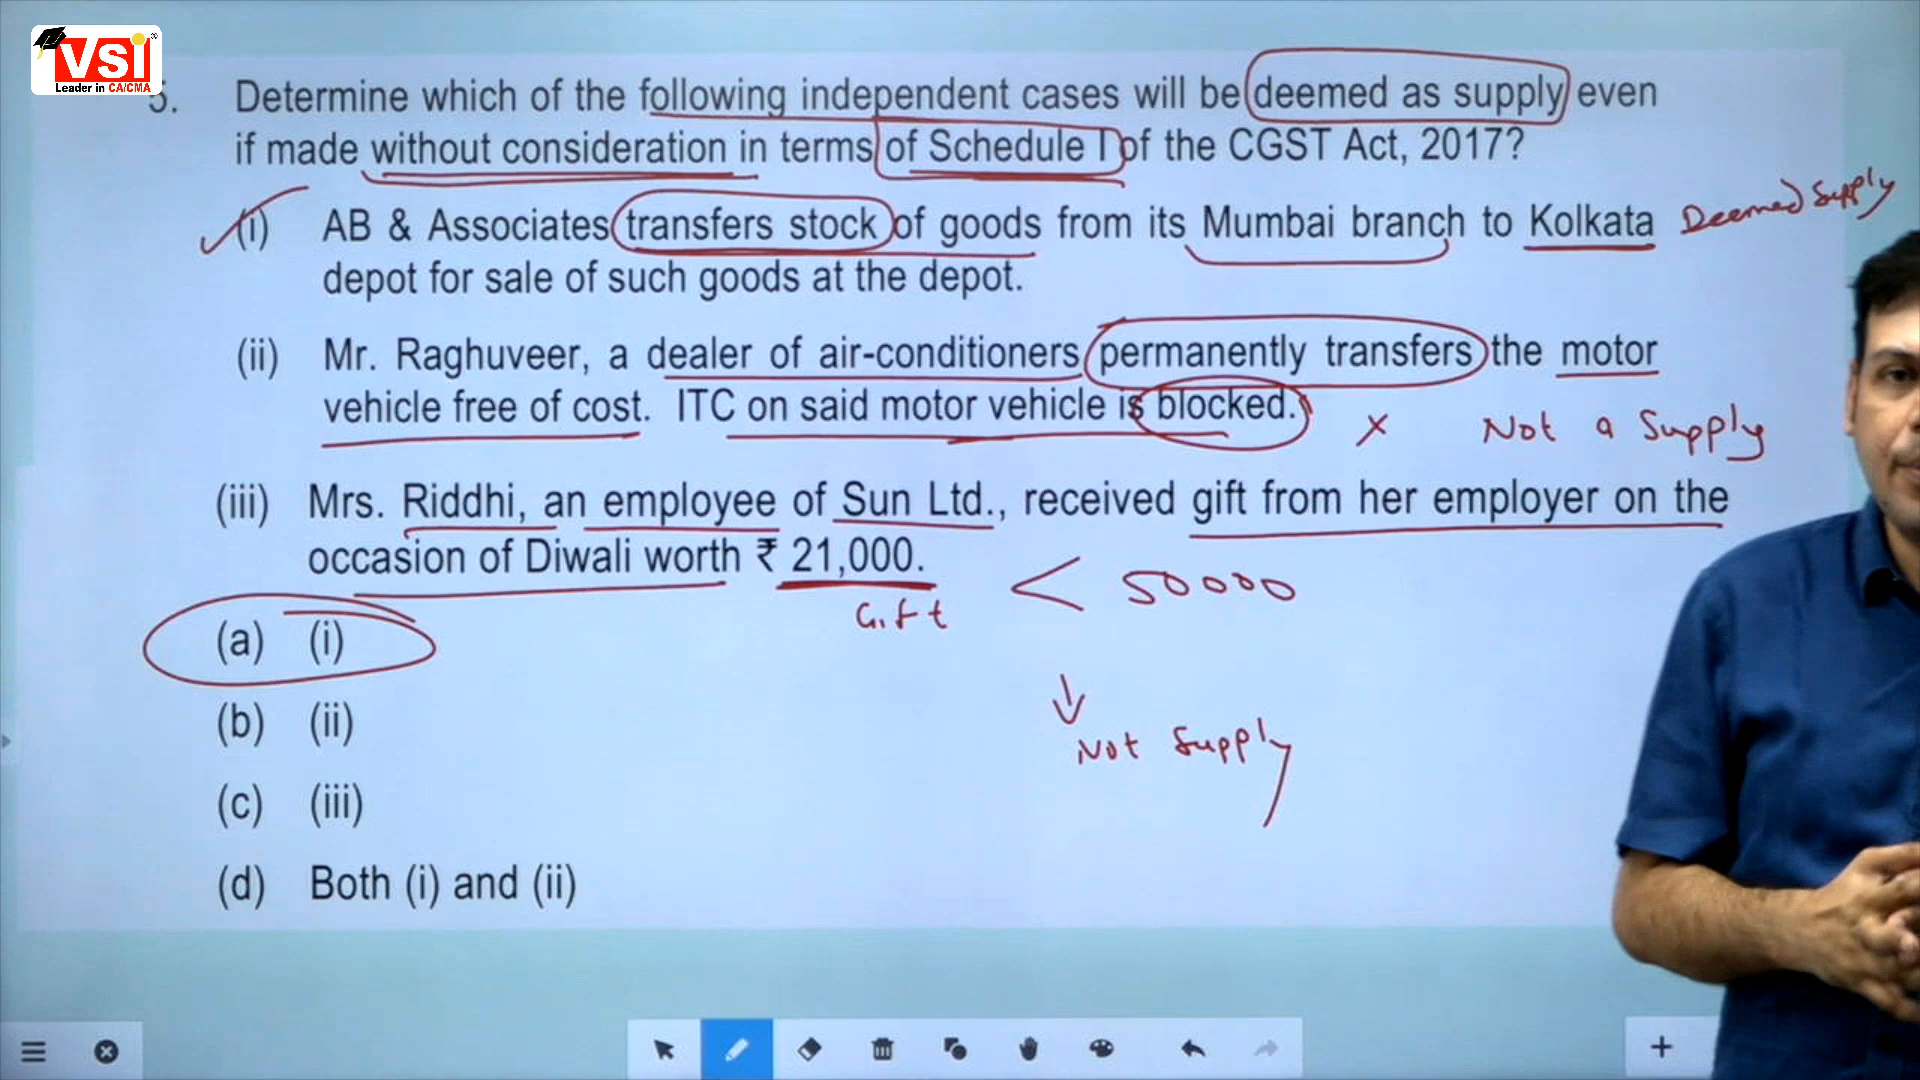 VSI
Leader in CA/CMA
5. Determine which of the following independent cases will be deemed as supply even
if made without consideration in terms of Schedule I of the CGST Act, 2017?
(i) AB & Associates transfers stock of goods from its Mumbai branch to Kolkata Deemed Supply
depot for sale of such goods at the depot.
(ii) Mr. Raghuveer, a dealer of air-conditioners permanently transfers the motor
vehicle free of cost. ITC on said motor vehicle is blocked. x Not a Supply
(iii) Mrs. Riddhi, an employee of Sun Ltd., received gift from her employer on the
occasion of Diwali worth ₹ 21,000. < 50000
Gift
(a) (i)
(b) (ii)
Not Supply
(c) (iii)
(d) Both (i) and (ii)